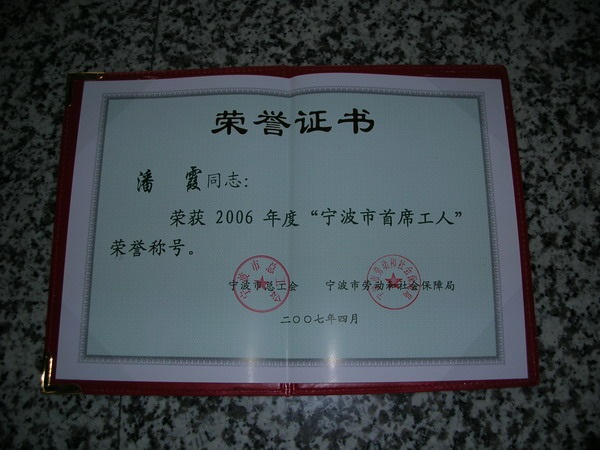 荣誉证书
潘霞同志:
荣获 2006 年度“宁波市首席工人”
荣誉称号。
宁波市总工会 宁波市劳动和社会保障局
二〇〇七年四月